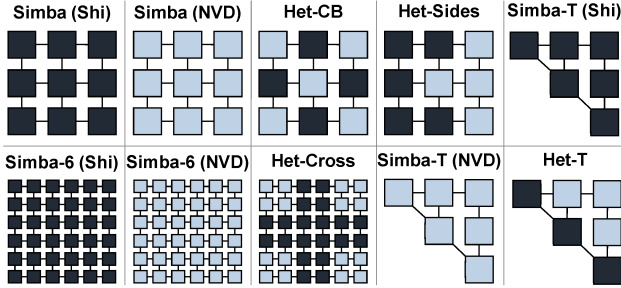 Simba (Shi)
Simba (NVD)
Het-CB
Het-Sides
Simba-T (Shi)
Simba-6 (Shi)
Simba-6 (NVD)
Het-Cross
Simba-T (NVD)
Het-T